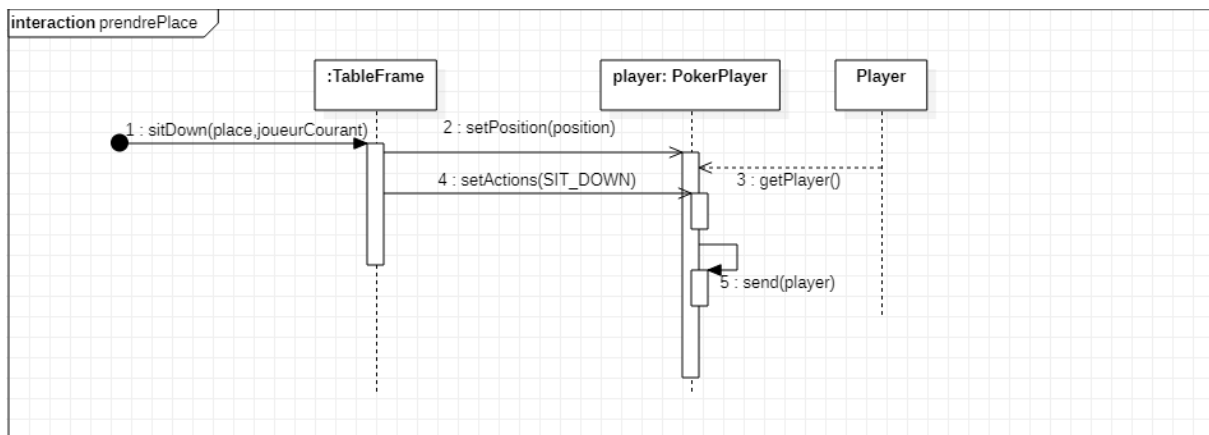 interaction prendrePlace
:TableFrame
player: PokerPlayer
Player
1 : sitDown(place,joueurCourant)
2 : setPosition(position)
3 : getPlayer()
4 : setActions(SIT_DOWN)
5 : send(player)